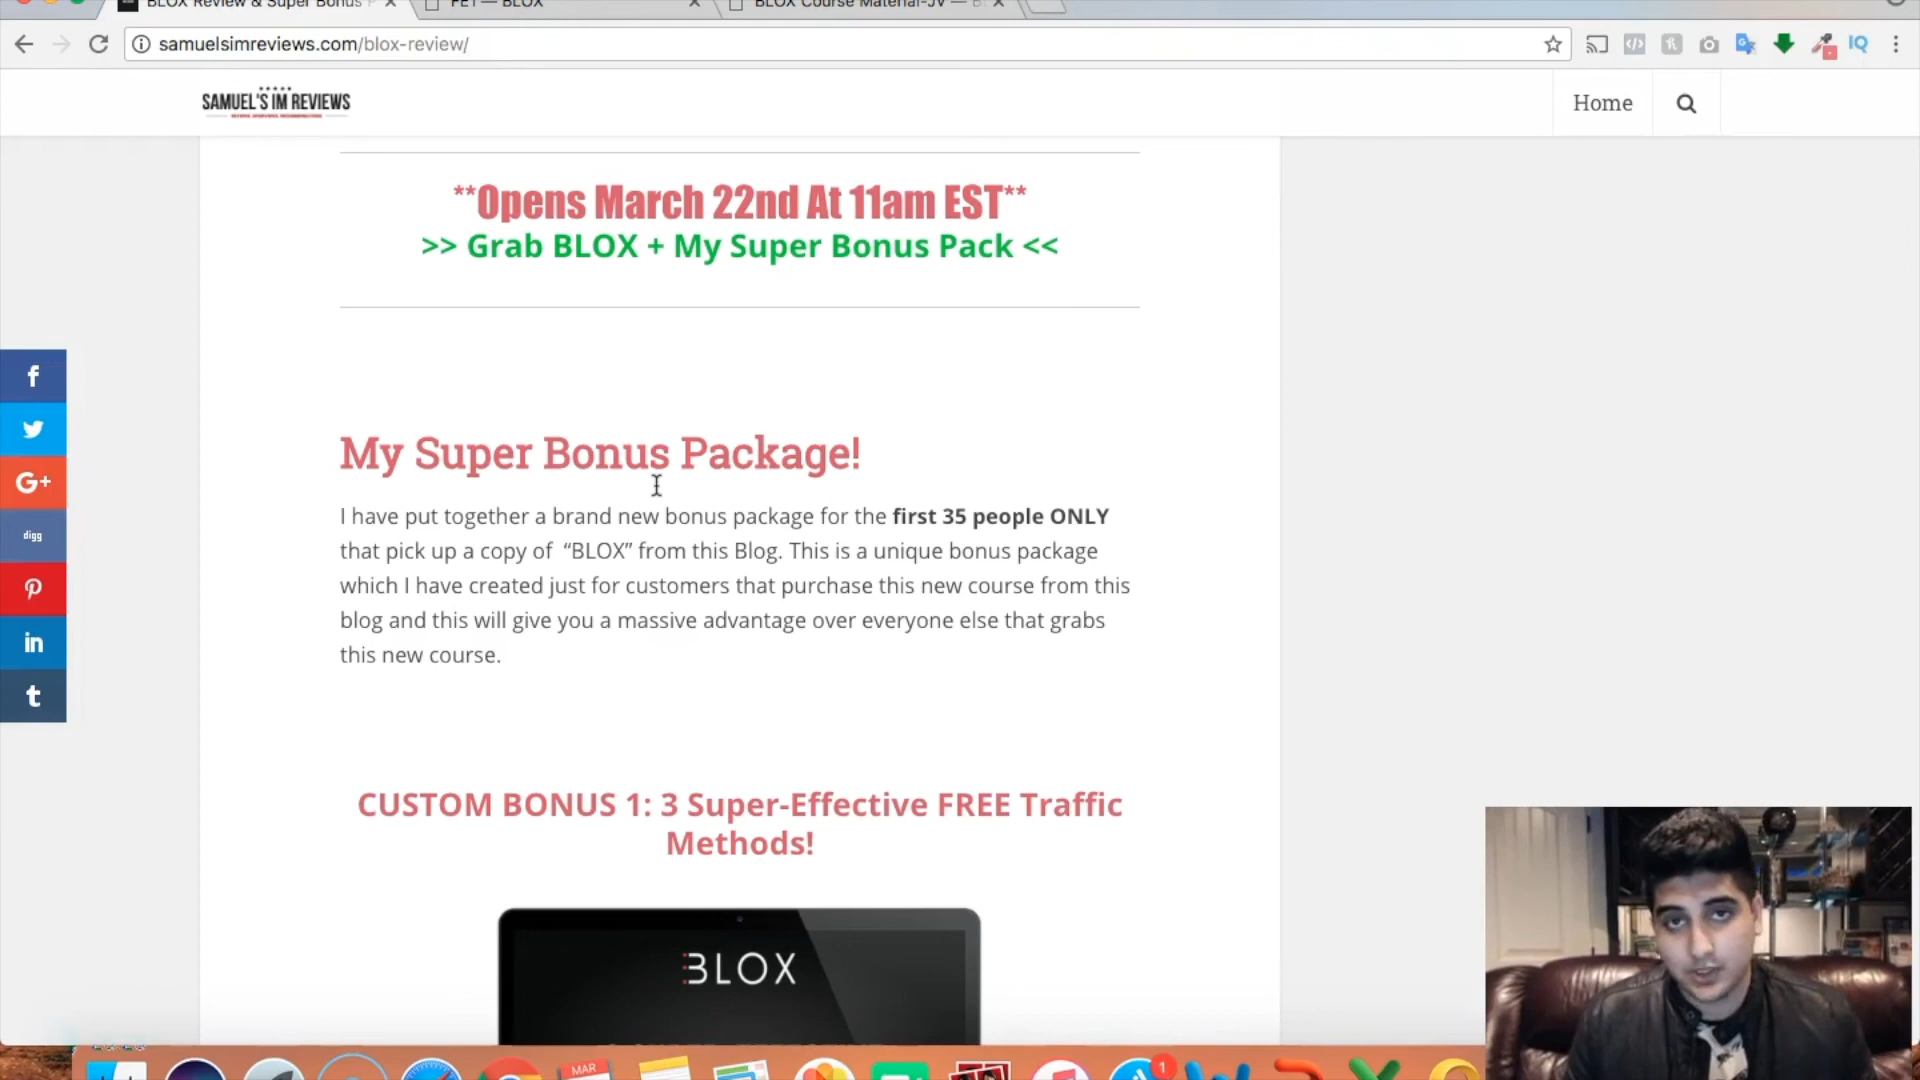 BLOX Review & Super Bonus
FE1 — BLOX
BLOX Course Material-JV —
samuelsimreviews.com/blox-review/
IQ
SAMUEL'S IM REVIEWS
Home
**Opens March 22nd At 11am EST**
>> Grab BLOX + My Super Bonus Pack <<
f
G+
digg
in
t
My Super Bonus Package!
I have put together a brand new bonus package for the first 35 people ONLY
that pick up a copy of “BLOX” from this Blog. This is a unique bonus package
which I have created just for customers that purchase this new course from this
blog and this will give you a massive advantage over everyone else that grabs
this new course.
CUSTOM BONUS 1: 3 Super-Effective FREE Traffic
Methods!
BLOX
MAR
1